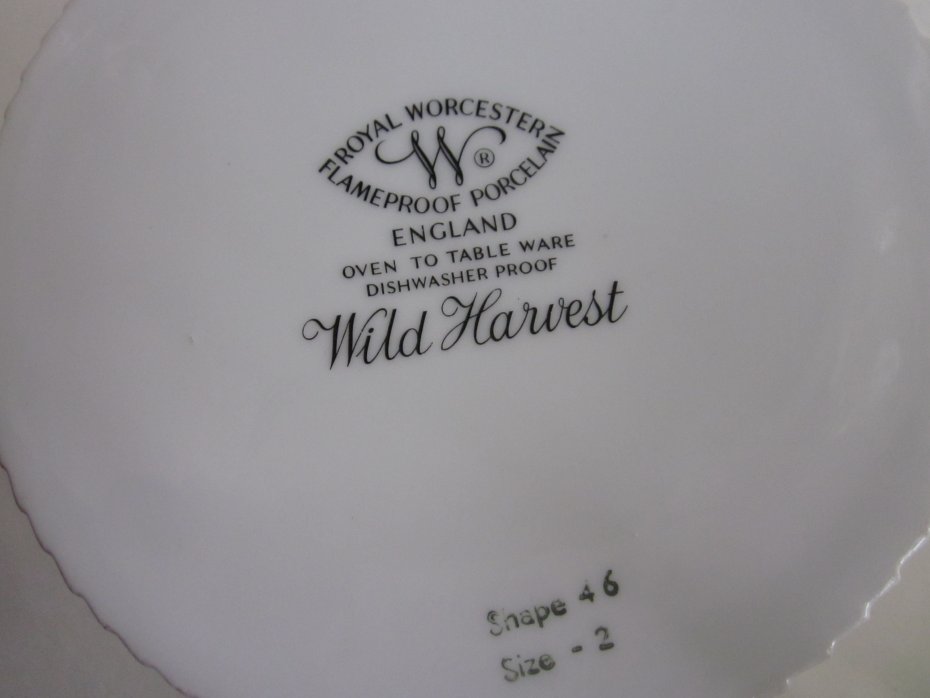 ROYAL WORCESTER
W ®
FLAMEPROOF PORCELAIN
ENGLAND
OVEN TO TABLE WARE
DISHWASHER PROOF
Wild Harvest
Shape 46
Size - 2